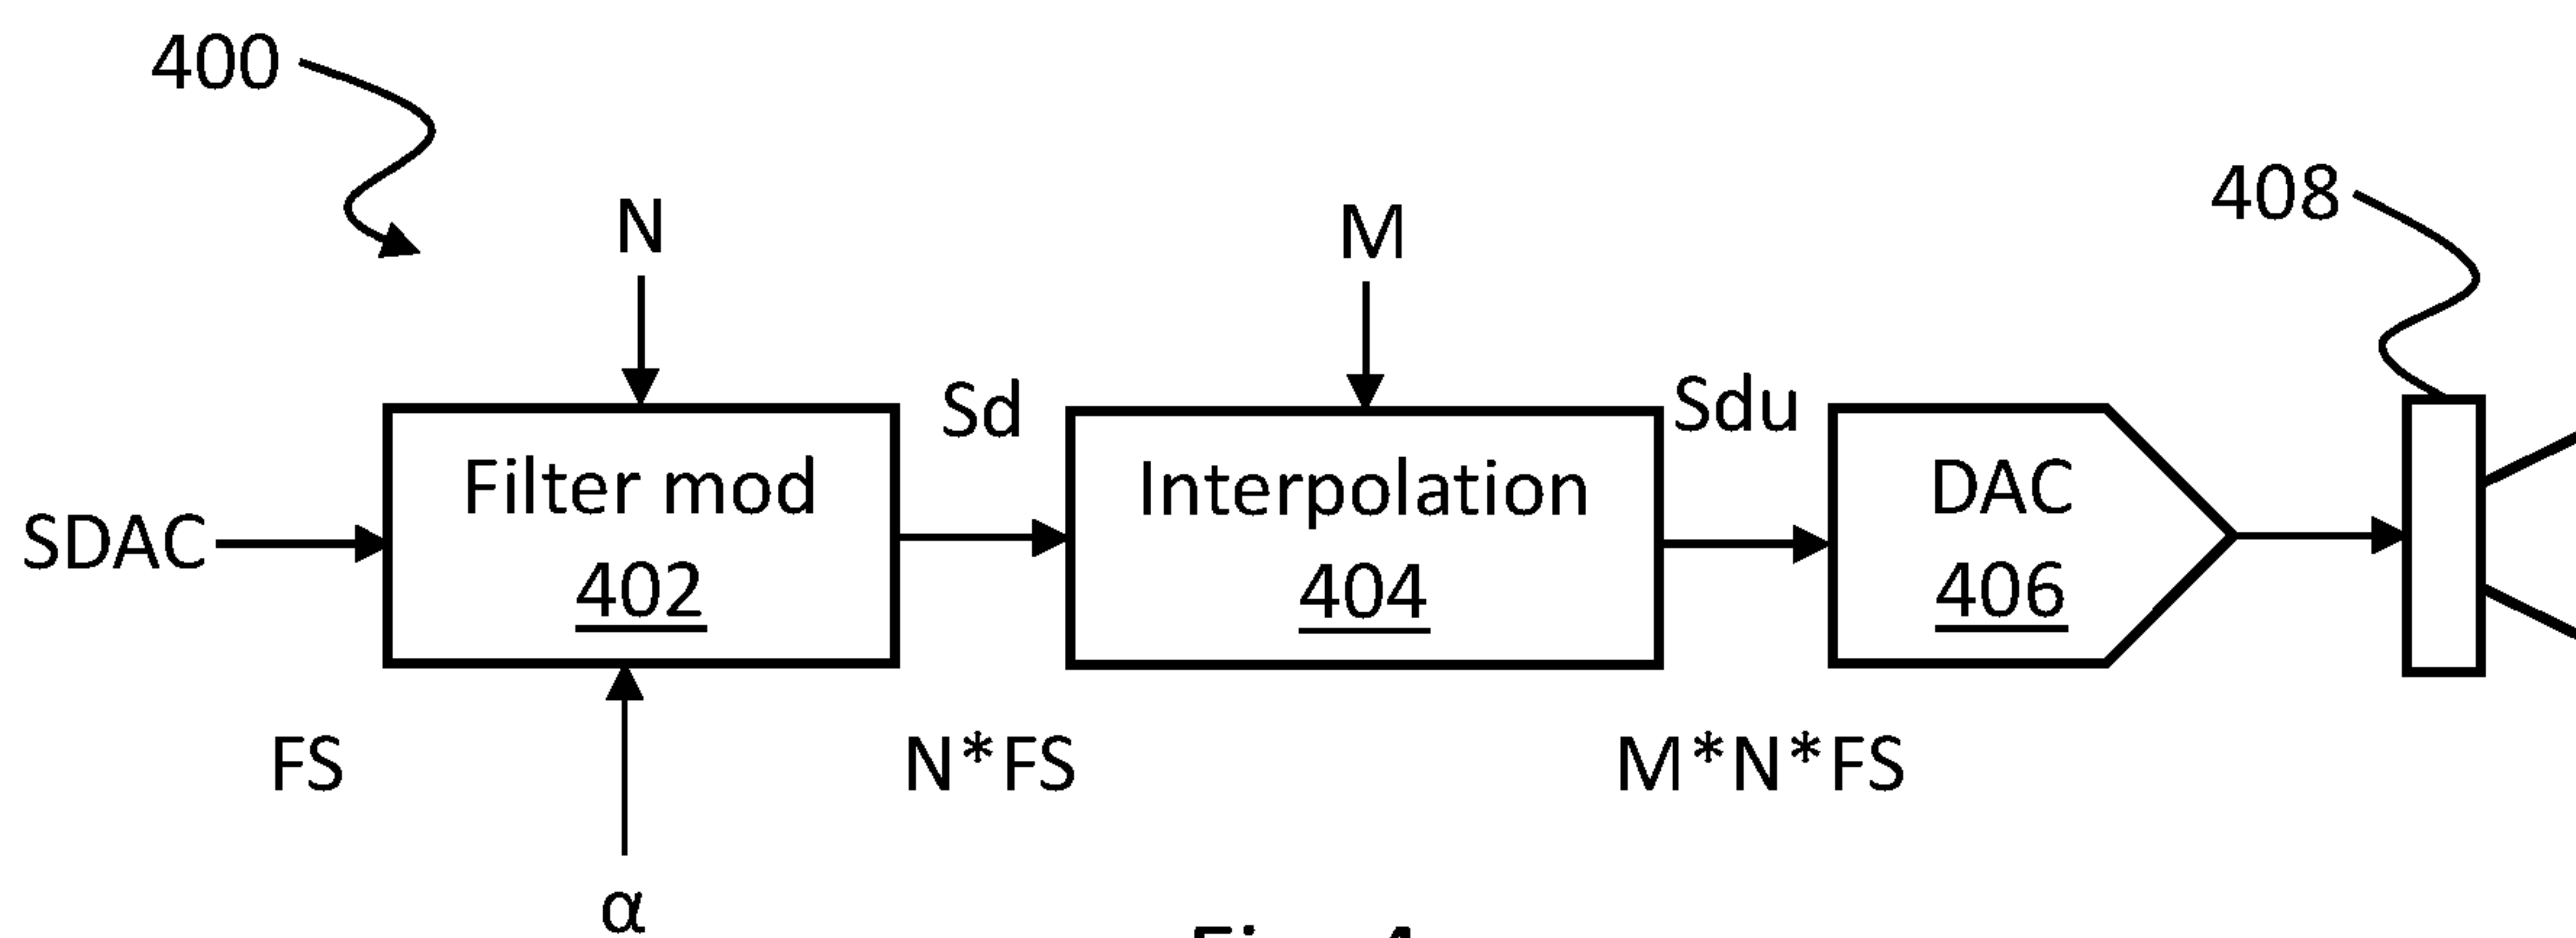 400
408
N
M
Sd
Sdu
SDAC
Filter mod
402
Interpolation
404
DAC
406
FS
N*FS
M*N*FS
α